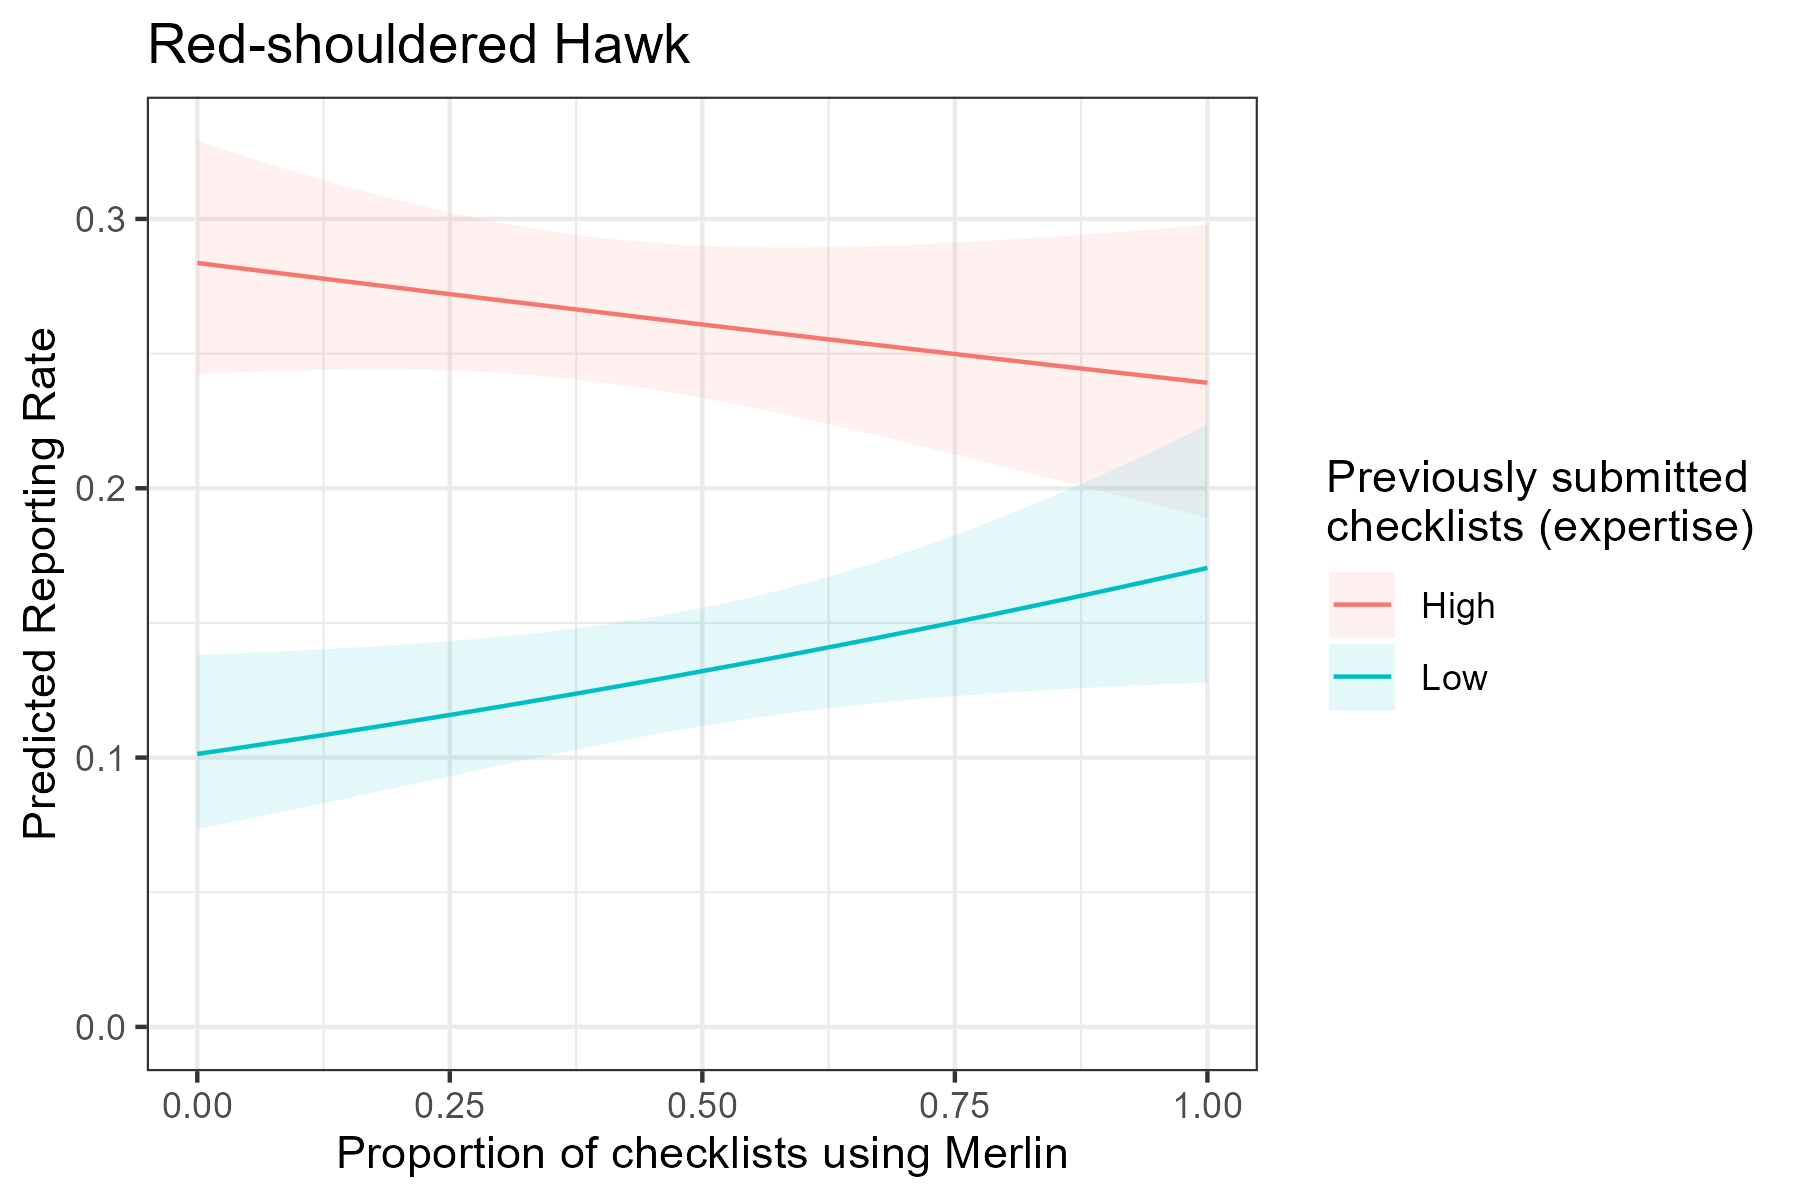 Red-shouldered Hawk
Predicted Reporting Rate
0.3
0.2
0.1
0.0
0.00 0.25 0.50 0.75 1.00
Proportion of checklists using Merlin
Previously submitted
checklists (expertise)
High
Low